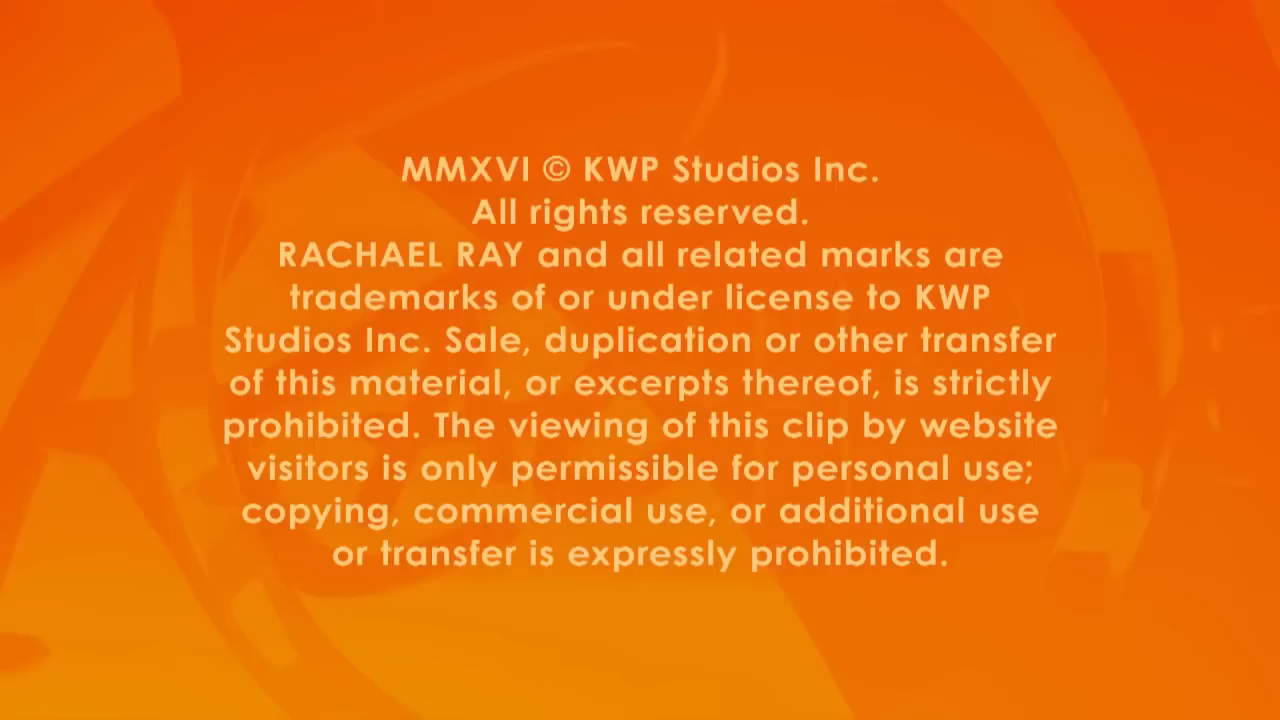 MMXVI © KWP Studios Inc.
All rights reserved.
RACHAEL RAY and all related marks are
trademarks of or under license to KWP
Studios Inc. Sale, duplication or other transfer
of this material, or excerpts thereof, is strictly
prohibited. The viewing of this clip by website
visitors is only permissible for personal use;
copying, commercial use, or additional use
or transfer is expressly prohibited.